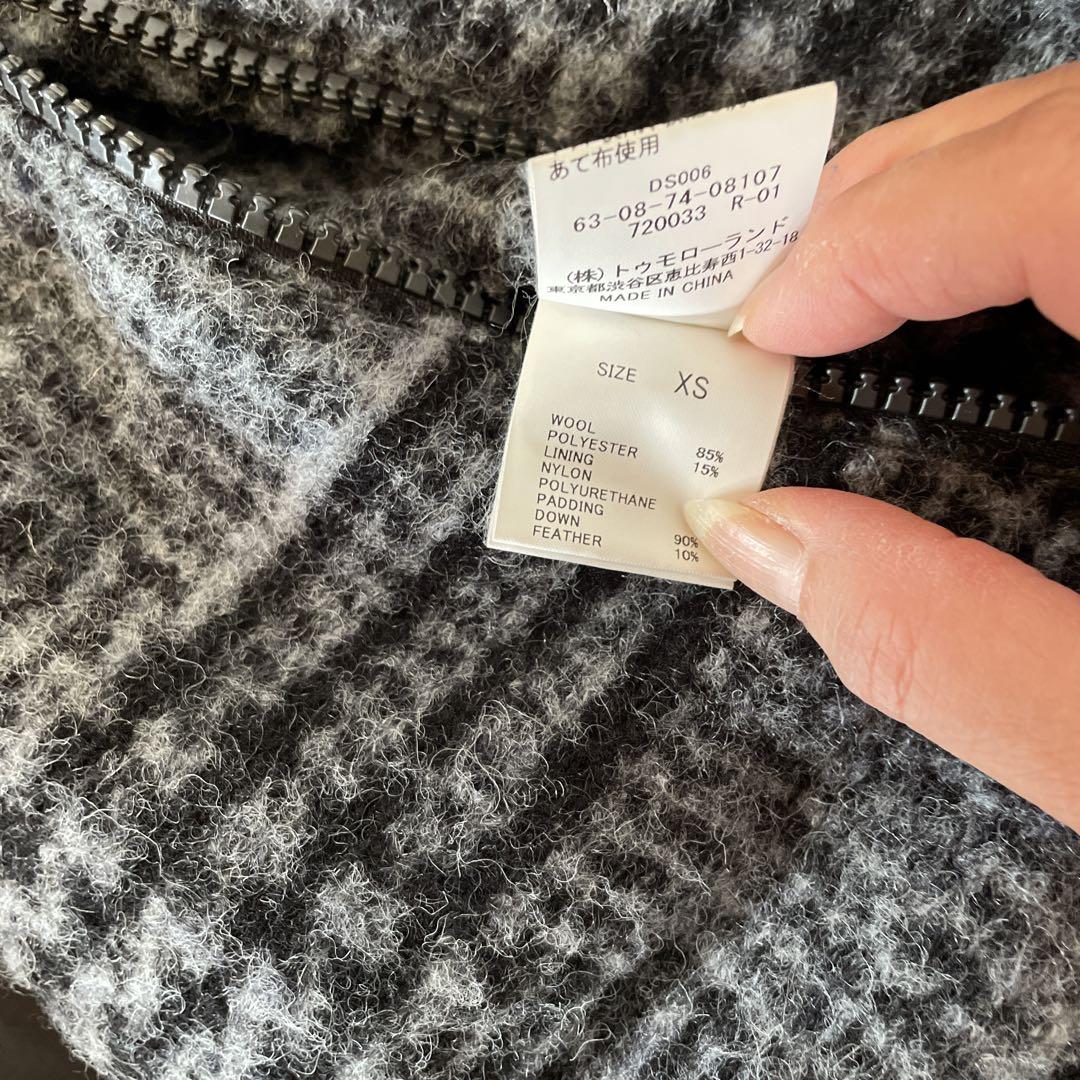 あて布使用
DS006
63-08-74-08107
720033 R-01
(株)トゥモローランド
東京都渋谷区恵比寿西1-32-18
MADE IN CHINA
SIZE XS
WOOL 85%
POLYESTER 15%
LINING
NYLON
POLYURETHANE
PADDING
DOWN 90%
FEATHER 10%